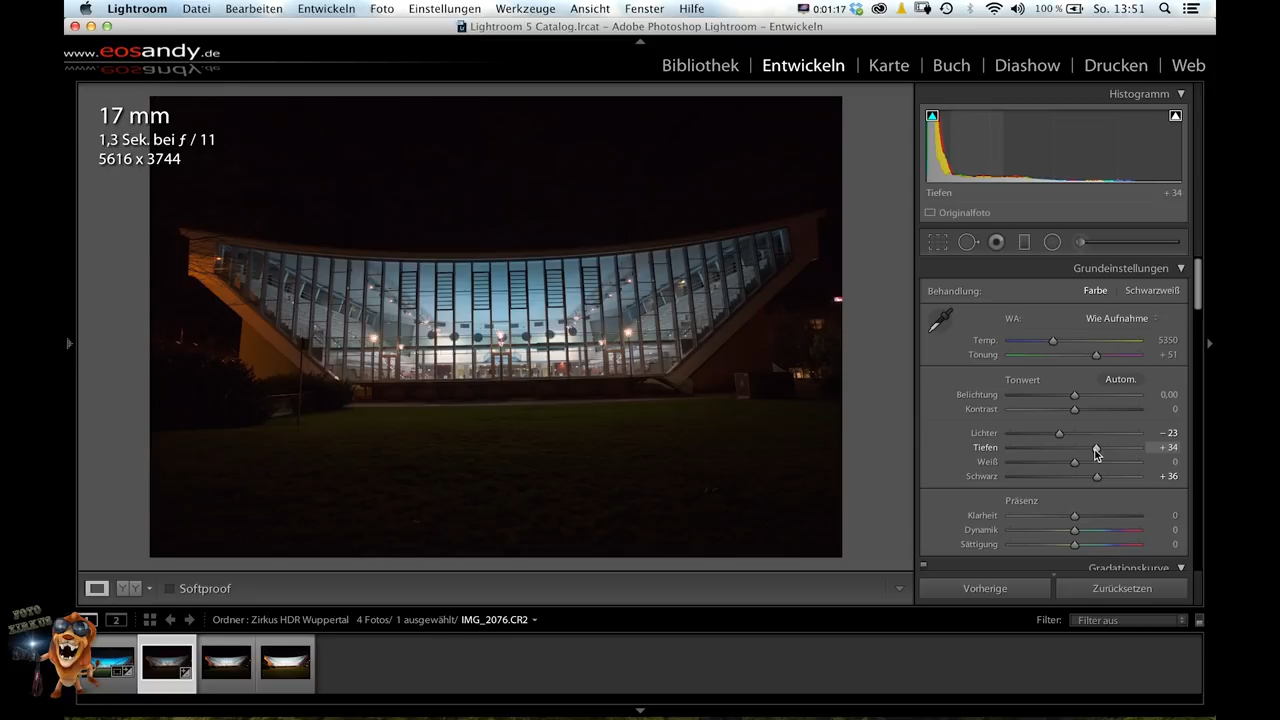 Lightroom Datei Bearbeiten Entwickeln Foto Einstellungen Werkzeuge Ansicht Fenster Hilfe 0:01:17 100 % So. 13:51
Lightroom 5 Catalog.lrcat – Adobe Photoshop Lightroom – Entwickeln
www.eosandy.de
Bibliothek | Entwickeln | Karte | Buch | Diashow | Drucken | Web
Histogramm
17 mm
1,3 Sek. bei ƒ / 11
5616 x 3744
Tiefen + 34
Originalfoto
Grundeinstellungen
Behandlung: Farbe Schwarzweiß
WA: Wie Aufnahme
Temp. 5350
Tönung + 51
Tonwert Autom.
Belichtung 0,00
Kontrast 0
Lichter − 23
Tiefen + 34
Weiß 0
Schwarz + 36
Präsenz
Klarheit 0
Dynamik 0
Sättigung 0
Gradationskurve
YY Softproof
Vorherige Zurücksetzen
2 Ordner : Zirkus HDR Wuppertal 4 Fotos/ 1 ausgewählt/ IMG_2076.CR2
Filter: Filter aus
FOTO
ZIRKUS